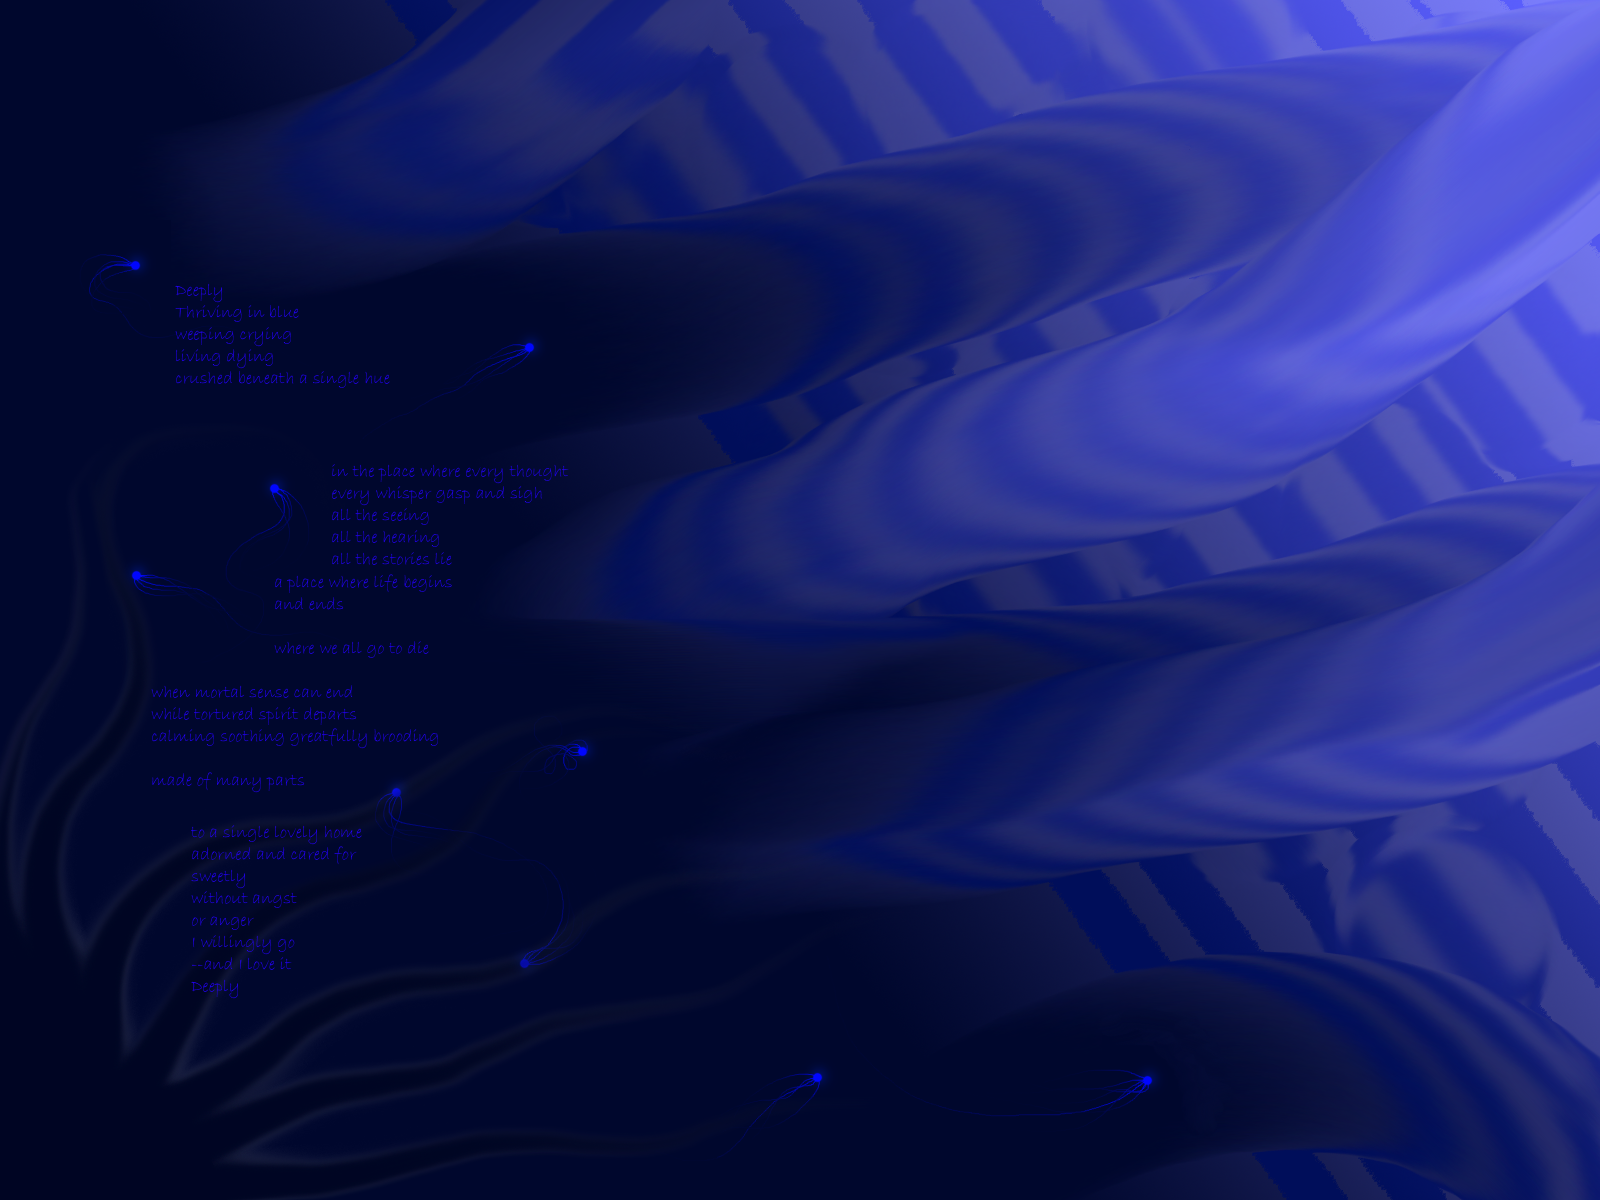 Deeply
Thriving in blue
weeping crying
living dying
crushed beneath a single hue
in the place where every thought
every whisper gasp and sigh
all the seeing
all the hearing
all the stories lie
a place where life begins
and ends
where we all go to die
when mortal sense can end
while tortured spirit departs
calming soothing greatfully brooding
made of many parts
to a single lovely home
adorned and cared for
sweetly
without angst
or anger
I willingly go
--and I love it
Deeply